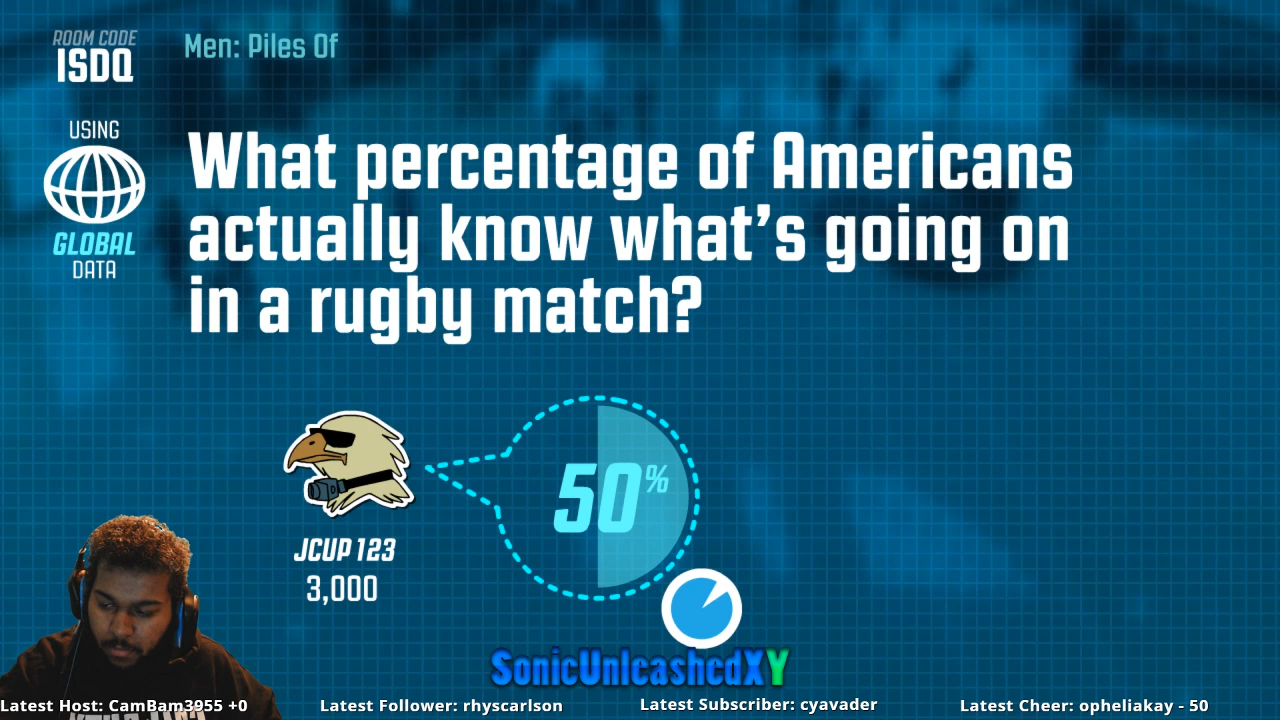 ROOM CODE
ISDQ
Men: Piles Of
USING
GLOBAL
DATA
What percentage of Americans
actually know what's going on
in a rugby match?
50%
JCUP 123
3,000
SonicUnleashedXY
Latest Host: CamBam3955 +0
Latest Follower: rhyscarlson
Latest Subscriber: cyavader
Latest Cheer: opheliakay - 50